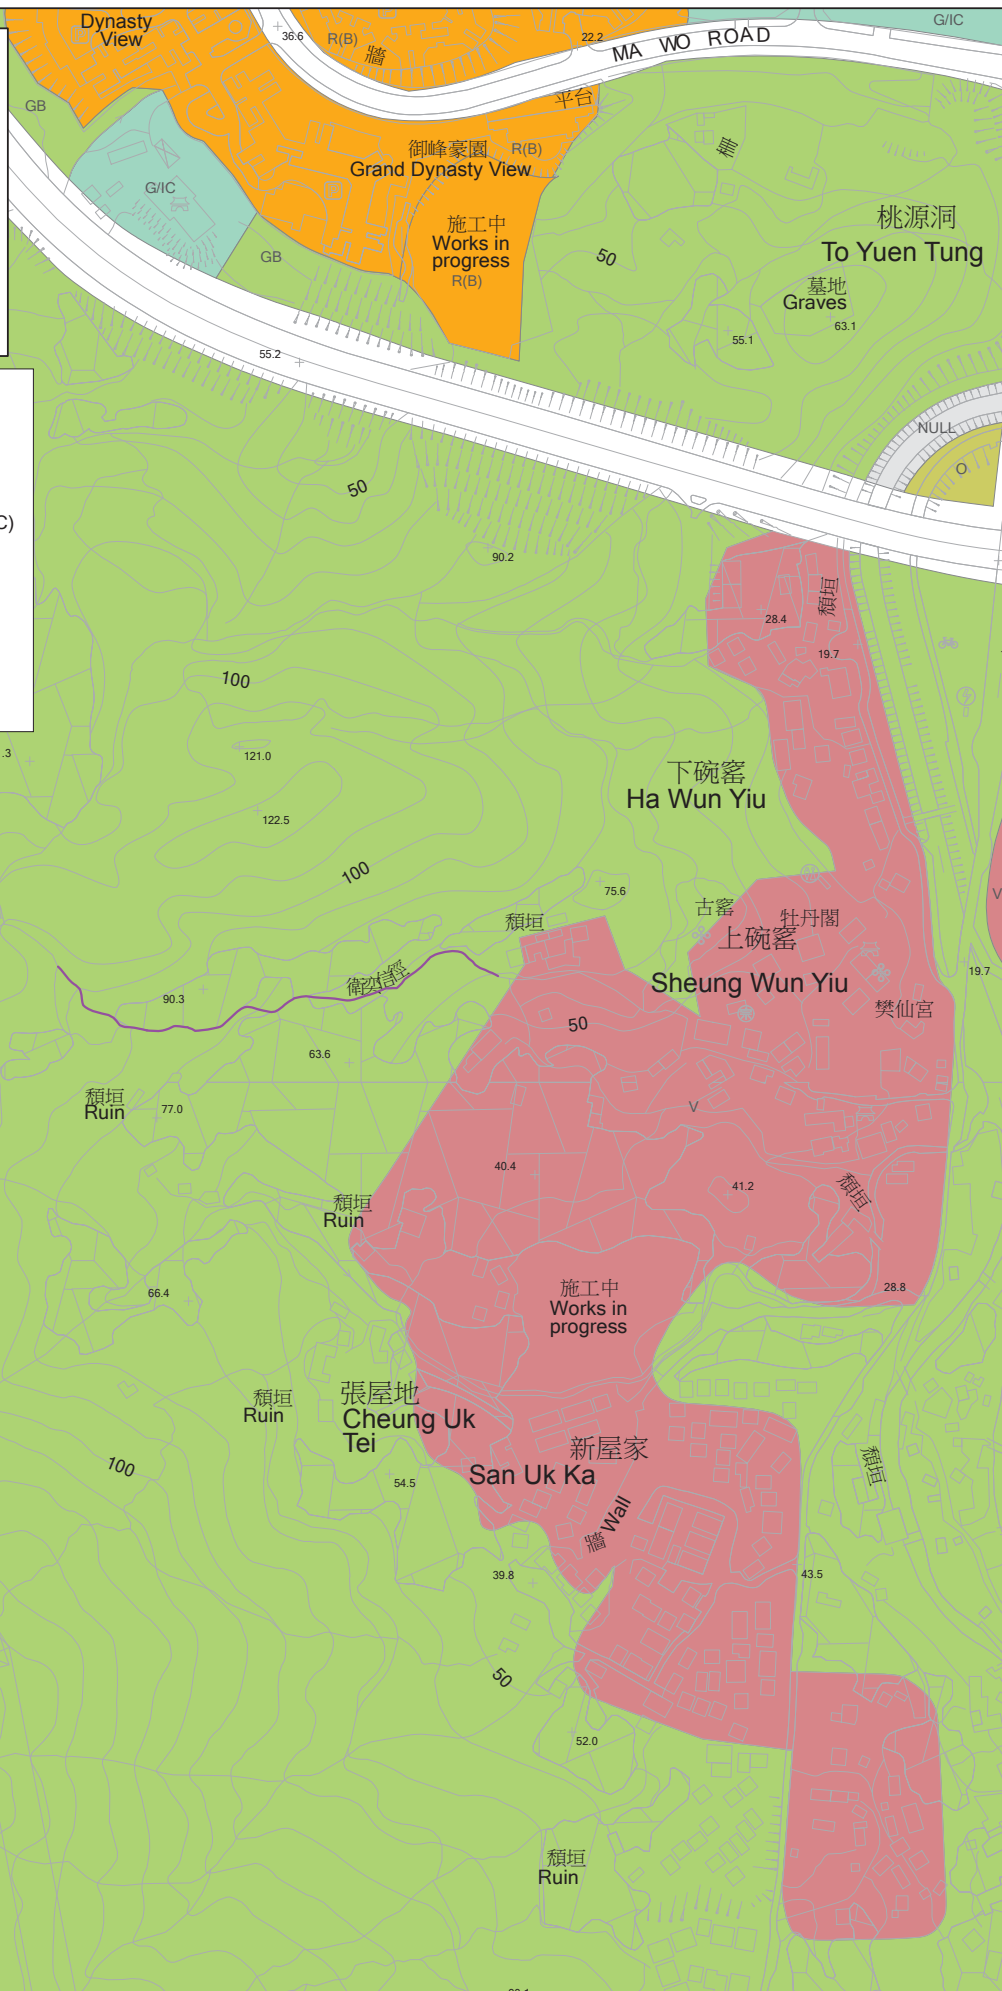 Dynasty
View
36.6
R(B)
牆
22.2
MA WO ROAD
G/IC
GB
平台
御峰豪園
R(B)
Grand Dynasty View
G/IC
施工中
Works in
progress
R(B)
GB
50
桃源洞
To Yuen Tung
墓地
Graves
63.1
55.1
55.2
NULL
O
50
C)
90.2
頹垣
28.4
19.7
100
.3
121.0
下碗窰
Ha Wun Yiu
122.5
100
75.6
古窰
牡丹閣
頹垣
上碗窰
V
Sheung Wun Yiu
19.7
衛奕信徑
90.3
樊仙宮
50
63.6
頹垣
Ruin
77.0
V
40.4
41.2
頹垣
頹垣
Ruin
66.4
施工中
Works in
progress
28.8
張屋地
Cheung Uk
Tei
頹垣
Ruin
新屋家
San Uk Ka
頹垣
100
54.5
牆 Wall
39.8
43.5
50
52.0
頹垣
Ruin